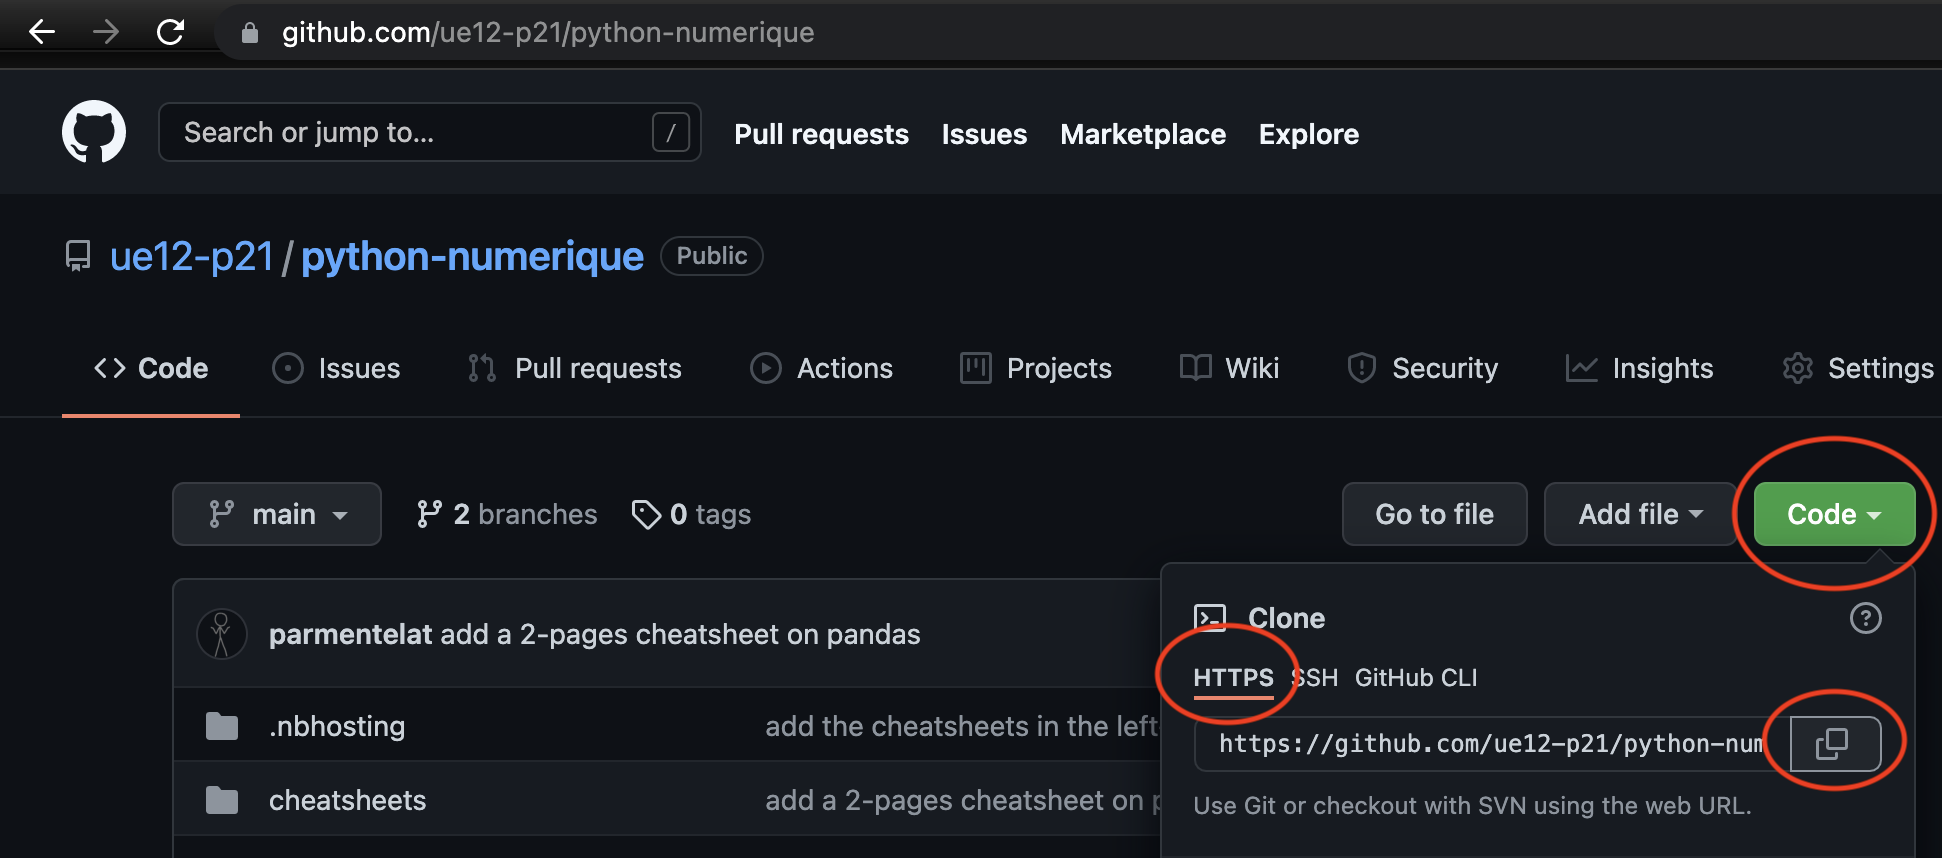 github.com/ue12-p21/python-numerique
Search or jump to... /
Pull requests Issues Marketplace Explore
ue12-p21 / python-numerique Public
Code Issues Pull requests Actions Projects Wiki Security Insights Settings
main 2 branches 0 tags Go to file Add file Code
parmentelat add a 2-pages cheatsheet on pandas
Clone
HTTPS SSH GitHub CLI
.nbhosting add the cheatsheets in the left-
https://github.com/ue12-p21/python-num
cheatsheets add a 2-pages cheatsheet on p
Use Git or checkout with SVN using the web URL.